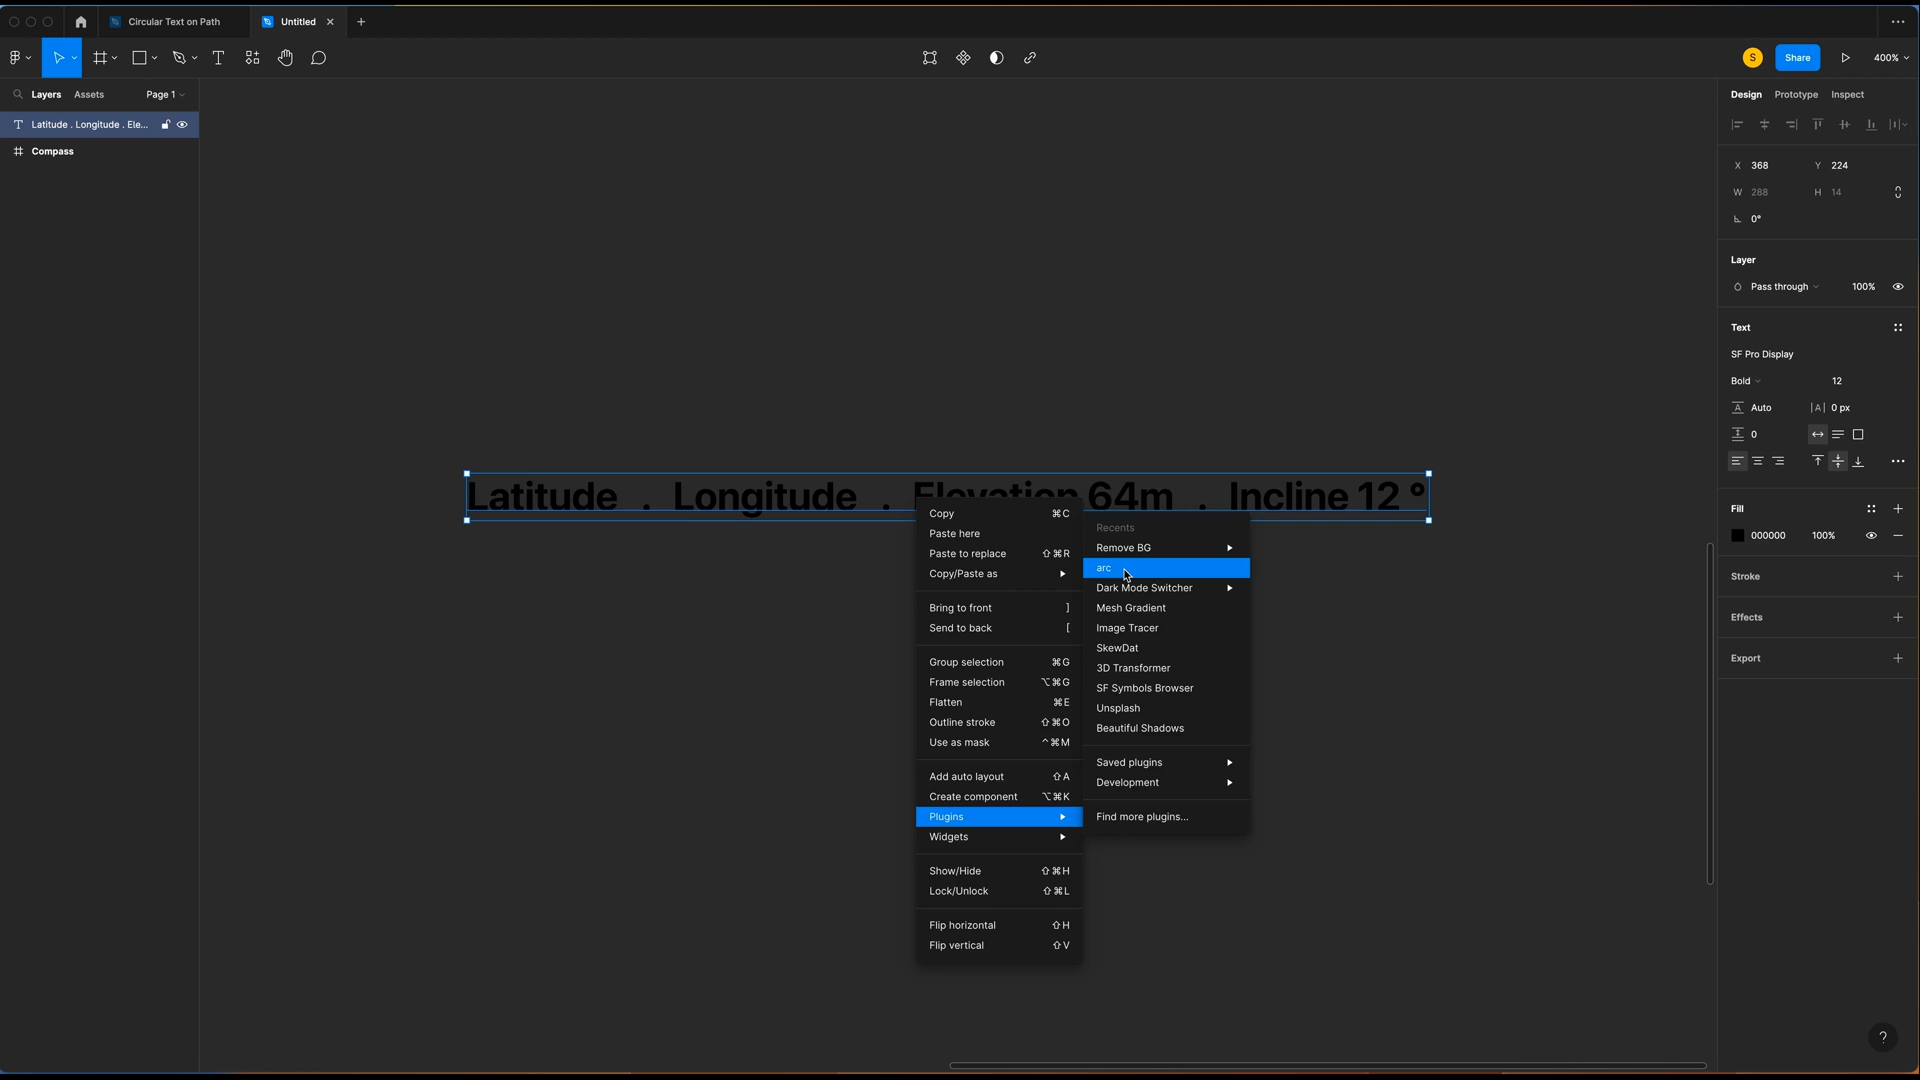 Circular Text on Path
Untitled
S
Share
400%
Layers
Assets
Page 1
Design
Prototype
Inspect
Latitude . Longitude . Ele...
Compass
X 368
Y 224
W 288
H 14
0°
Layer
Pass through
100%
Text
SF Pro Display
Bold
12
Auto
|A| 0 px
0
Fill
000000
100%
Stroke
Effects
Export
Latitude . Longitude . Elevation 64m . Incline 12 °
Copy ⌘C
Paste here
Paste to replace ⇧⌘R
Copy/Paste as
Bring to front ]
Send to back [
Group selection ⌘G
Frame selection ⌥⌘G
Flatten ⌘E
Outline stroke ⇧⌘O
Use as mask ^⌘M
Add auto layout ⇧A
Create component ⌥⌘K
Plugins
Widgets
Show/Hide ⇧⌘H
Lock/Unlock ⇧⌘L
Flip horizontal ⇧H
Flip vertical ⇧V
Recents
Remove BG
arc
Dark Mode Switcher
Mesh Gradient
Image Tracer
SkewDat
3D Transformer
SF Symbols Browser
Unsplash
Beautiful Shadows
Saved plugins
Development
Find more plugins...
?